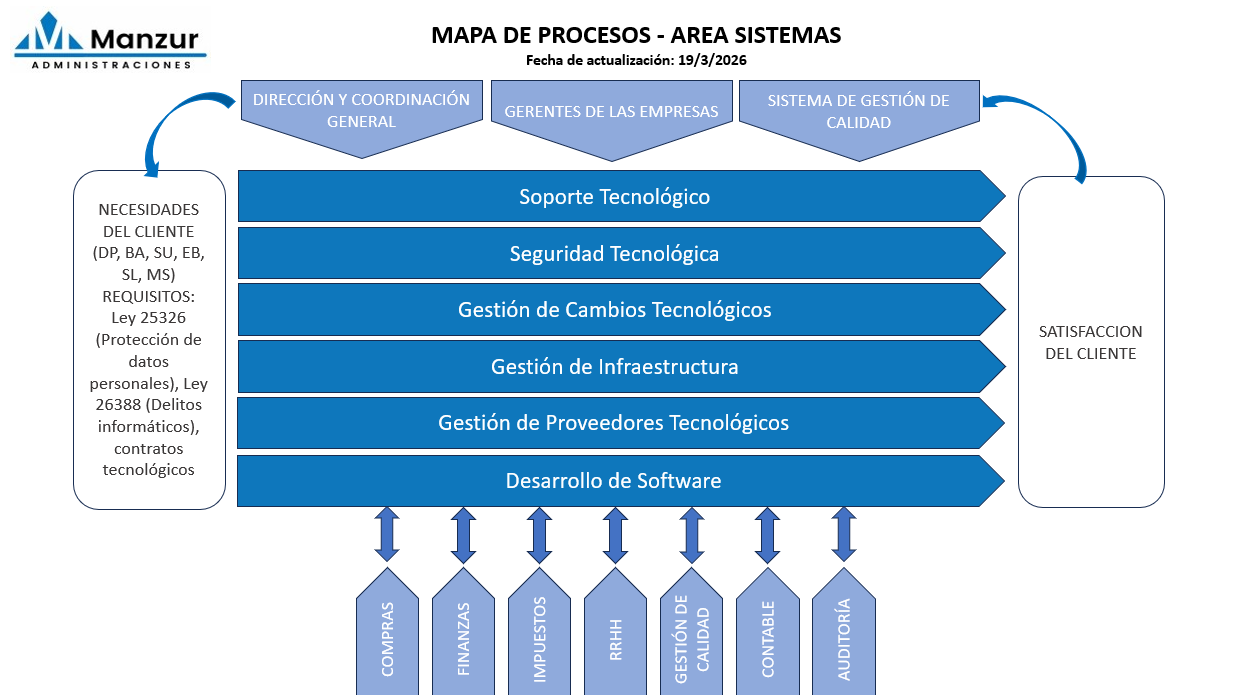 Manzur
ADMINISTRACIONES
MAPA DE PROCESOS - AREA SISTEMAS
Fecha de actualización: 19/3/2026
DIRECCIÓN Y COORDINACIÓN
GENERAL
GERENTES DE LAS EMPRESAS
SISTEMA DE GESTIÓN DE
CALIDAD
NECESIDADES
DEL CLIENTE
(DP, BA, SU, EB,
SL, MS)
REQUISITOS:
Ley 25326
(Protección de
datos
personales), Ley
26388 (Delitos
informáticos),
contratos
tecnológicos
Soporte Tecnológico
Seguridad Tecnológica
Gestión de Cambios Tecnológicos
Gestión de Infraestructura
Gestión de Proveedores Tecnológicos
Desarrollo de Software
SATISFACCION
DEL CLIENTE
COMPRAS
FINANZAS
IMPUESTOS
RRHH
GESTIÓN DE
CALIDAD
CONTABLE
AUDITORÍA